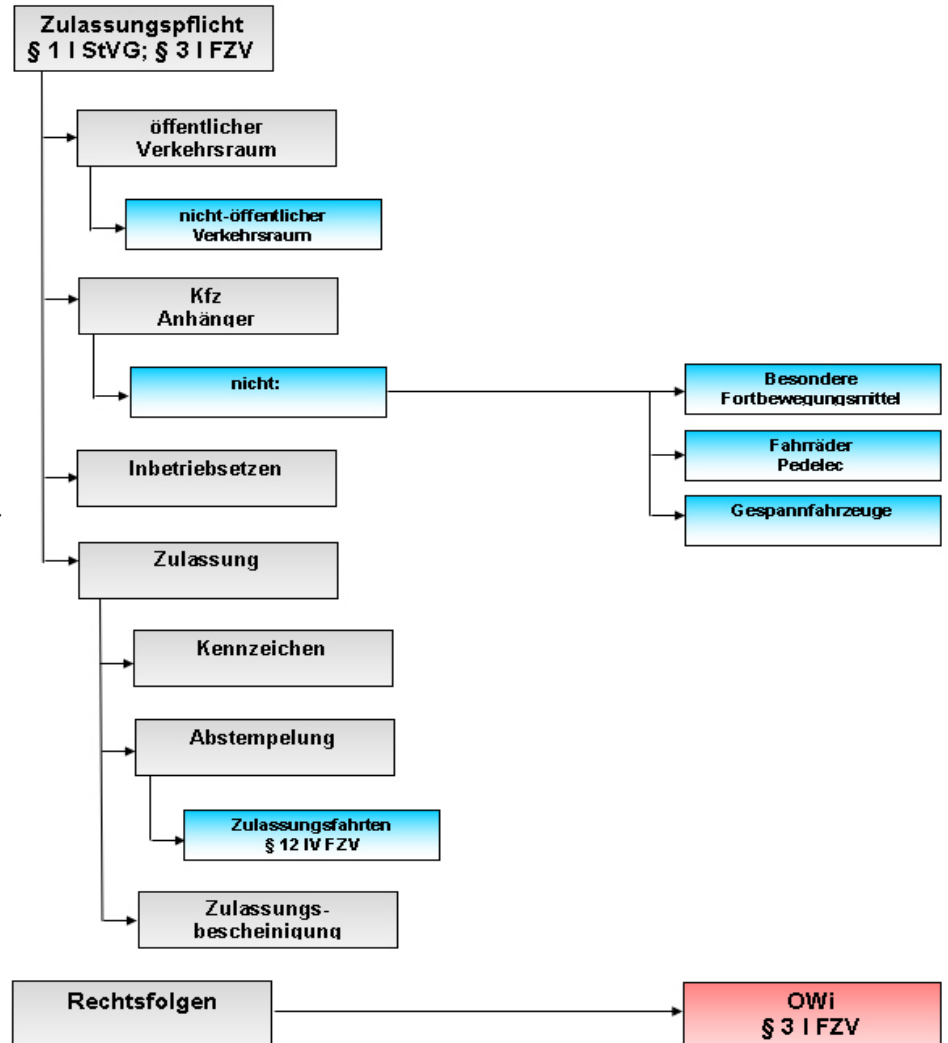 Zulassungspflicht
§ 1 I StVG; § 3 I FZV
öffentlicher
Verkehrsraum
nicht-öffentlicher
Verkehrsraum
Kfz
Anhänger
nicht:
Besondere
Fortbewegungsmittel
Fahrräder
Pedelec
Gespannfahrzeuge
Inbetriebsetzen
Zulassung
Kennzeichen
Abstempelung
Zulassungsfahrten
§ 12 IV FZV
Zulassungs-
bescheinigung
Rechtsfolgen
OWi
§ 3 I FZV